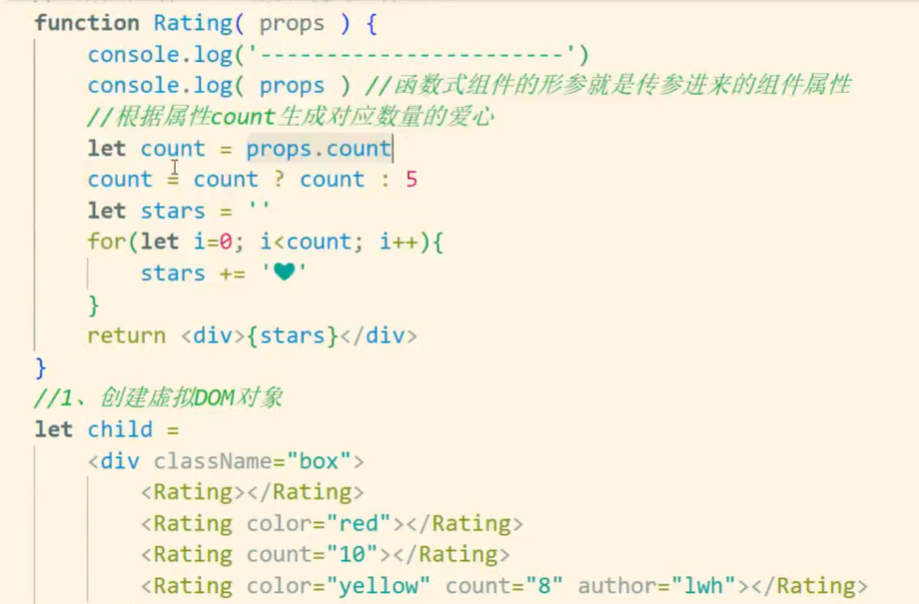 function Rating( props ) {
console.log('-----------------------')
console.log( props ) //函数式组件的形参就是传参进来的组件属性
//根据属性count生成对应数量的爱心
let count = props.count
count = count ? count : 5
let stars = ''
for(let i=0; i<count; i++){
stars += '♥'
}
return <div>{stars}</div>
}
//1、创建虚拟DOM对象
let child =
<div className="box">
<Rating></Rating>
<Rating color="red"></Rating>
<Rating count="10"></Rating>
<Rating color="yellow" count="8" author="lwh"></Rating>